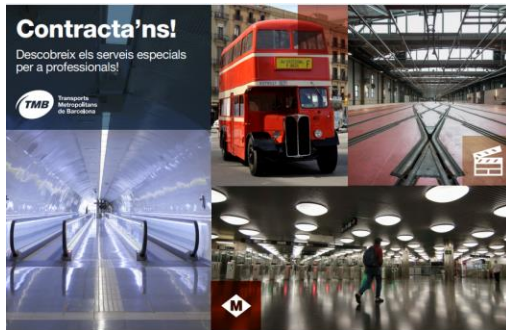 Contracta'ns!
Descobreix els serveis especials
per a professionals!
TMB
Transports
Metropolitans
de Barcelona
M